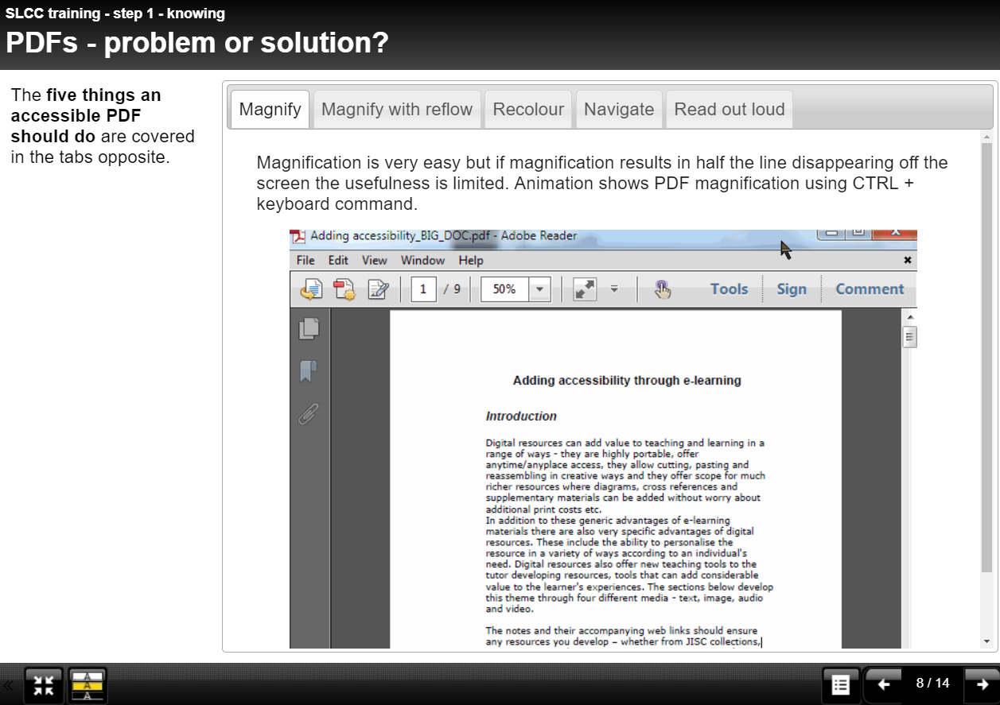 SLCC training - step 1 - knowing
PDFs - problem or solution?
The five things an
accessible PDF
should do are covered
in the tabs opposite.
Magnify Magnify with reflow Recolour Navigate Read out loud
Magnification is very easy but if magnification results in half the line disappearing off the
screen the usefulness is limited. Animation shows PDF magnification using CTRL +
keyboard command.
Adding accessibility_BIG_DOC.pdf - Adobe Reader
File Edit View Window Help
1 / 9 50% Tools Sign Comment
Adding accessibility through e-learning
Introduction
Digital resources can add value to teaching and learning in a
range of ways - they are highly portable, offer
anytime/anyplace access, they allow cutting, pasting and
reassembling in creative ways and they offer scope for much
richer resources where diagrams, cross references and
supplementary materials can be added without worry about
additional print costs etc.
In addition to these generic advantages of e-learning
materials there are also very specific advantages of digital
resources. These include the ability to personalise the
resource in a variety of ways according to an individual's
need. Digital resources also offer new teaching tools to the
tutor developing resources, tools that can add considerable
value to the learner's experiences. The sections below develop
this theme through four different media - text, image, audio
and video.
The notes and their accompanying web links should ensure
any resources you develop – whether from JISC collections,
A
A
A
8 / 14